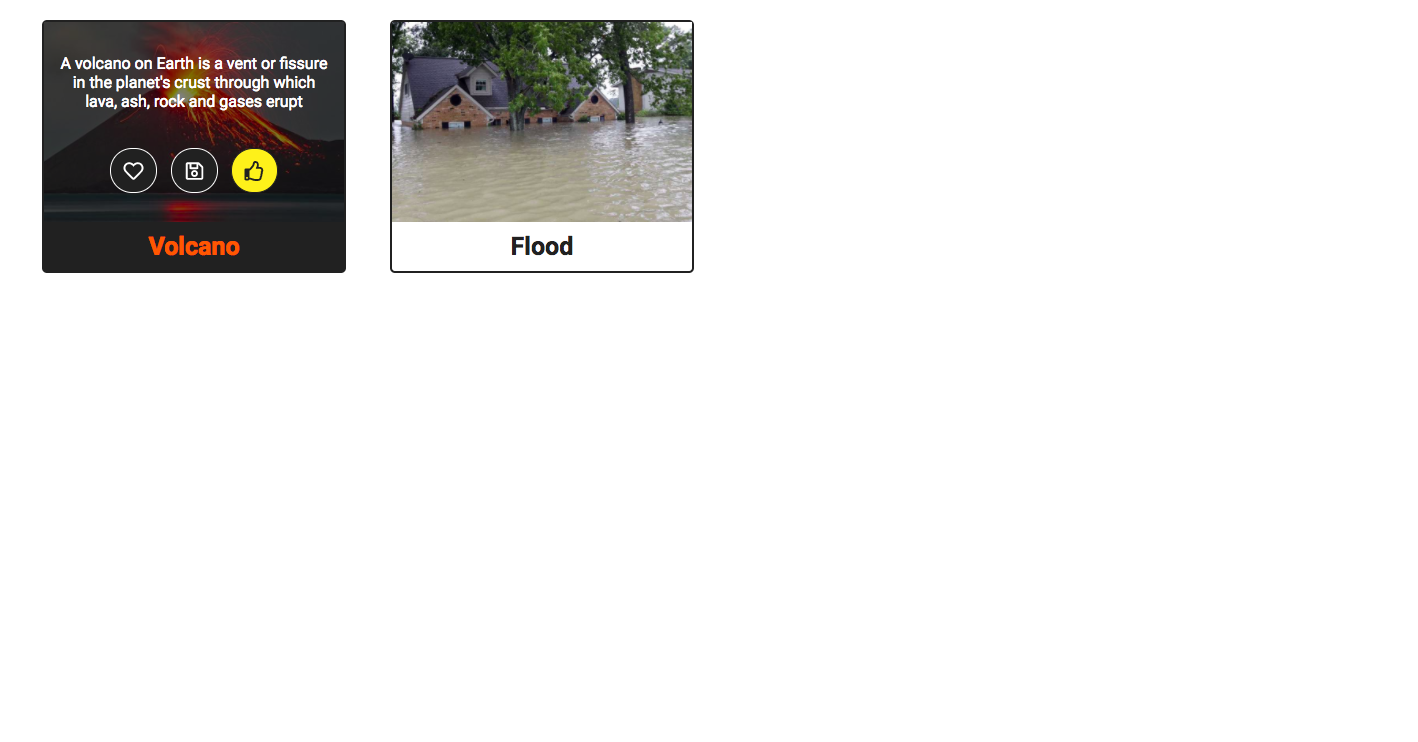 A volcano on Earth is a vent or fissure
in the planet's crust through which
lava, ash, rock and gases erupt
Volcano
Flood